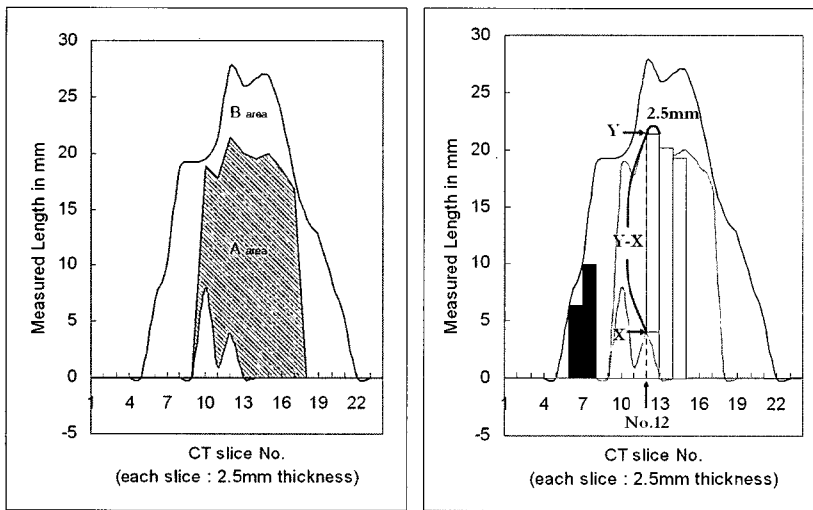 30
25
20
15
10
5
0
-5
Measured Length in mm
B area
A area
1 4 7 10 13 16 19 22
CT slice No.
(each slice : 2.5mm thickness)
30
25
20
15
10
5
0
-5
Measured Length in mm
2.5mm
Y
Y-X
X
1 4 7 10 13 16 19 22
No.12
CT slice No.
(each slice : 2.5mm thickness)